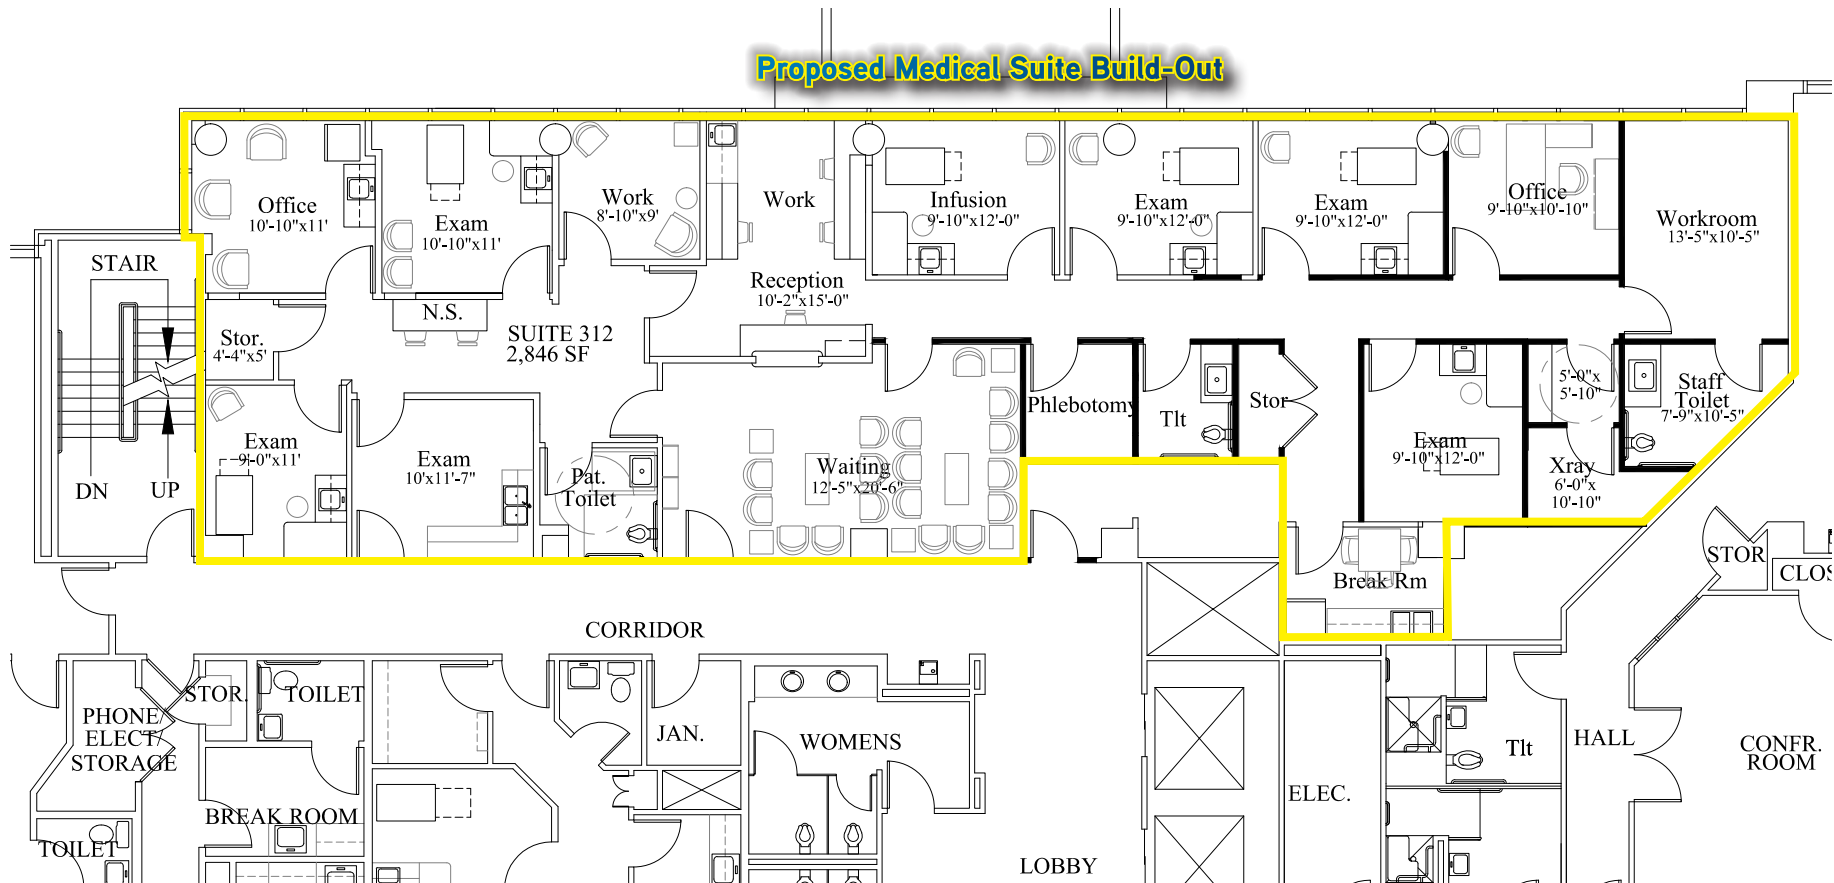 Proposed Medical Suite Build-Out
Office
10'-10"x11'
Exam
10'-10"x11'
Work
8'-10"x9'
Work
Infusion
9'-10"x12'-0"
Exam
9'-10"x12'-0"
Exam
9'-10"x12'-0"
Office
9'-10"x10'-10"
Workroom
13'-5"x10'-5"
STAIR
Reception
10'-2"x15'-0"
N.S.
SUITE 312
2,846 SF
Stor.
4'-4"x5'
5'-0"x
5'-10"
Staff
Toilet
7'-9"x10'-5"
Phlebotomy
Tlt
Stor
Exam
9'-10"x12'-0"
Exam
9'-0"x11'
Exam
10'x11'-7"
Pat.
Toilet
Waiting
12'-5"x20'-6"
Xray
6'-0"x
10'-10"
DN
UP
Break Rm
STOR
CLOS
CORRIDOR
STOR.
TOILET
PHONE/
ELECT/
STORAGE
JAN.
WOMENS
Tlt
HALL
CONFR.
ROOM
ELEC.
BREAK ROOM
TOILET
LOBBY